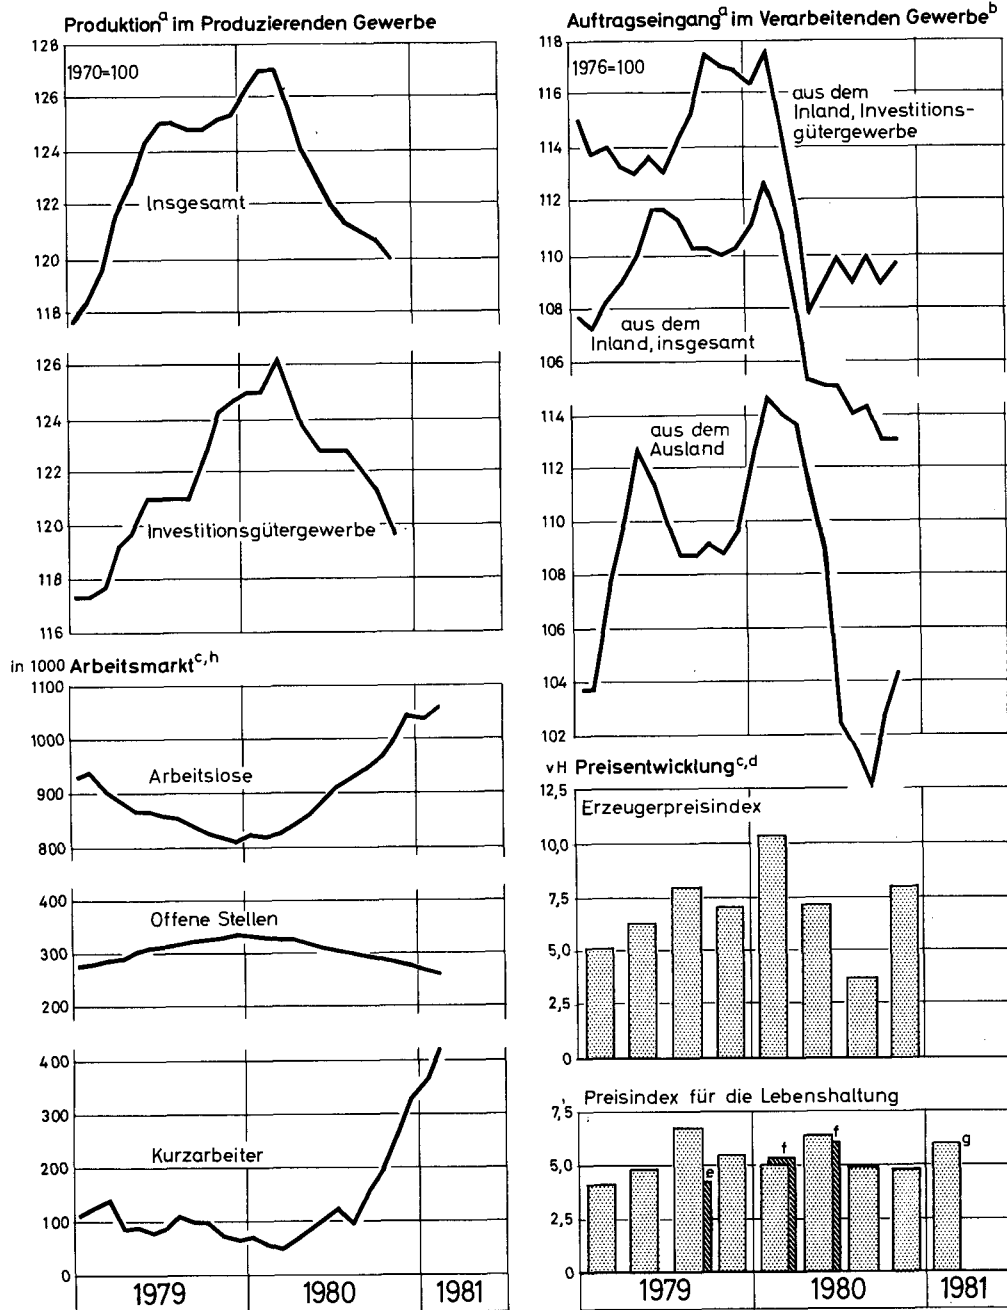 Produktionᵃ im Produzierenden Gewerbe
128
1970=100
126
124
122
Insgesamt
120
118
126
124
122
120
Investitionsgütergewerbe
118
116
in 1000 Arbeitsmarktᶜ,ʰ
1100
1000
Arbeitslose
900
800
400
Offene Stellen
300
200
400
300
200
Kurzarbeiter
100
0
1979
1980
1981
Auftragseingangᵃ im Verarbeitenden Gewerbeᵇ
118
1976=100
116
aus dem
Inland, Investitions-
gütergewerbe
114
112
110
108
aus dem
Inland, insgesamt
106
114
aus dem
Ausland
112
110
108
106
104
102
vH Preisentwicklungᶜ,ᵈ
12,5
Erzeugerpreisindex
10,0
7,5
5,0
2,5
0
Preisindex für die Lebenshaltung
7,5
5,0
2,5
0
e
f
f
g
1979
1980
1981